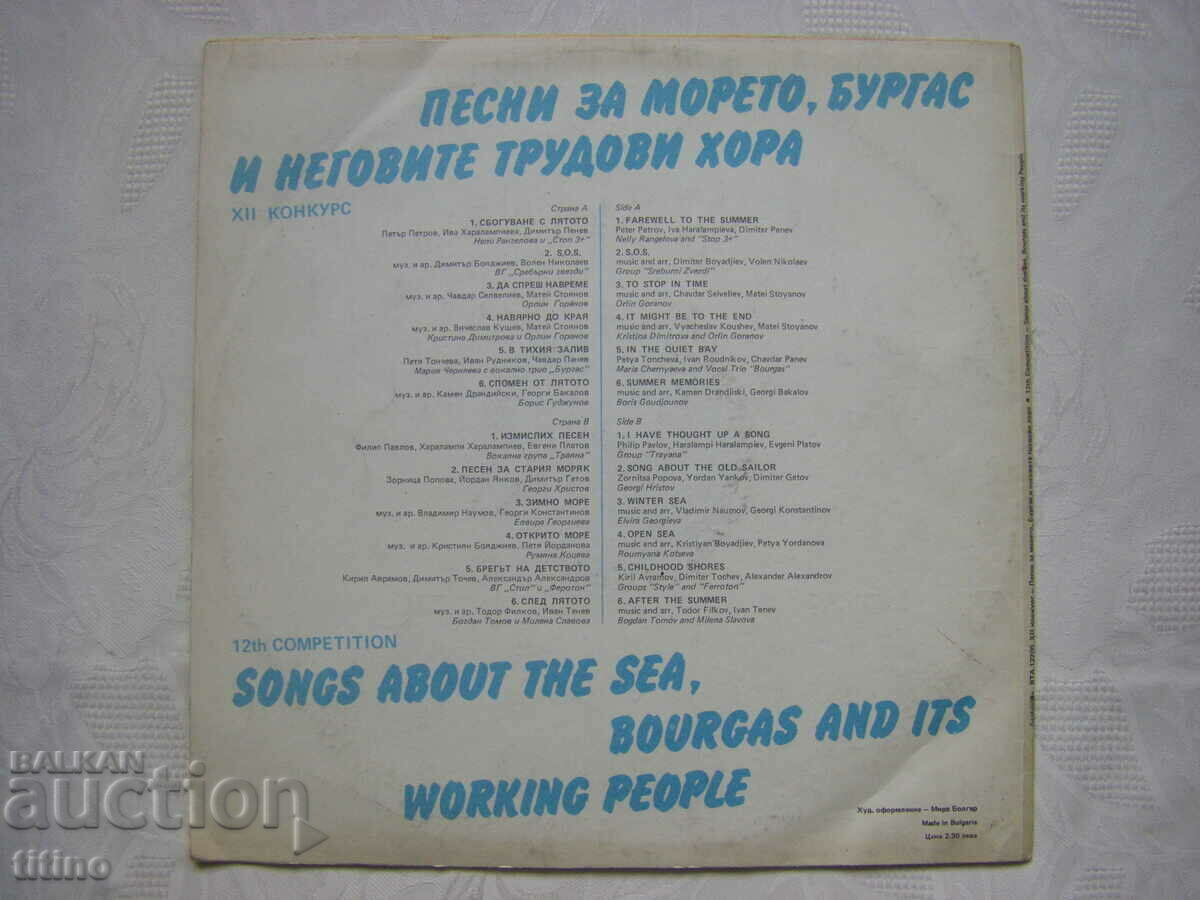 ПЕСНИ ЗА МОРЕТО, БУРГАС
И НЕГОВИТЕ ТРУДОВИ ХОРА
XII КОНКУРС
Страна А
1. СБОГУВАНЕ С ЛЯТОТО
Петър Петров, Ива Харалампиева, Димитър Пенев
Нели Рангелова и „Стоп 3+"
2. S.O.S.
муз. и ар. Димитър Бояджиев, Волен Николаев
ВГ „Сребърни звезди"
3. ДА СПРЕШ НАВРЕМЕ
муз. и ар. Чавдар Селвелиев, Матей Стоянов
Орлин Горанов
4. НАВЯРНО ДО КРАЯ
муз. и ар. Вячеслав Кушев, Матей Стоянов
Кристина Димитрова и Орлин Горанов
5. В ТИХИЯ ЗАЛИВ
Петя Тончева, Иван Рудняков, Чавдар Панев
Мария Черняева с вокално трио „Бургас"
6. СПОМЕН ОТ ЛЯТОТО
муз. и ар. Камен Драндийски, Георги Бакалов
Борис Гуджунов
Страна В
1. ИЗМИСЛИХ ПЕСЕН
Филип Павлов, Харалампи Харалампиев, Евгени Платов
Вокална група „Траяна"
2. ПЕСЕН ЗА СТАРИЯ МОРЯК
Зорница Попова, Йордан Янков, Димитър Гетов
Георги Христов
3. ЗИМНО МОРЕ
муз. и ар. Владимир Наумов, Георги Константинов
Елвира Георгиева
4. ОТКРИТО МОРЕ
муз. и ар. Кристиян Бояджиев, Петя Йорданова
Румяна Коцева
5. БРЕГЪТ НА ДЕТСТВОТО
Кирил Аврамов, Димитър Точев, Александър Александров
ВГ „Стил" и „Феротон"
6. СЛЕД ЛЯТОТО
муз. и ар. Тодор Филков, Иван Тенев
Богдан Томов и Милена Славова
Side A
1. FAREWELL TO THE SUMMER
Peter Petrov, Iva Haralampieva, Dimiter Penev
Nelly Rangelova and "Stop 3+"
2. S.O.S.
music and arr. Dimiter Boyadjiev, Volen Nikolaev
Group "Sreburni Zvezdi"
3. TO STOP IN TIME
music and arr, Chavdar Selveliev, Matei Stoyanov
Orlin Goranov
4. IT MIGHT BE TO THE END
music and arr, Vyacheslav Koushev, Matei Stoyanov
Kristina Dimitrova and Orlin Goranov
5. IN THE QUIET BAY
Petya Toncheva, Ivan Roudnikov, Chavdar Panev
Maria Chernyaeva and Vocal Trio "Bourgas"
6. SUMMER MEMORIES
music and arr, Kamen Drandjiski, Georgi Bakalov
Boris Goudjounov
Side B
1. I HAVE THOUGHT UP A SONG
Philip Pavlov, Haralampi Haralampiev, Evgeni Platov
Group "Trayana"
2. SONG ABOUT THE OLD SAILOR
Zornitsa Popova, Yordan Yankov, Dimiter Getov
Georgi Hristov
3. WINTER SEA
music and arr, Vladimir Naumov, Georgi Konstantinov
Elvira Georgieva
4. OPEN SEA
music and arr, Kristiyan Boyadjiev, Petya Yordanova
Roumyana Kotseva
5. CHILDHOOD SHORES
Kiril Avramov, Dimiter Tochev, Alexander Alexandrov
Groups "Style" and "Ferroton"
6. AFTER THE SUMMER
music and arr, Todor Filkov, Ivan Tenev
Bogdan Tomov and Milena Slavova
12th COMPETITION
SONGS ABOUT THE SEA,
BOURGAS AND ITS
WORKING PEOPLE
Худ. оформление – Мира Болгар
Made in Bulgaria
Цена 2,30 лева
BALKAN
auction
titino